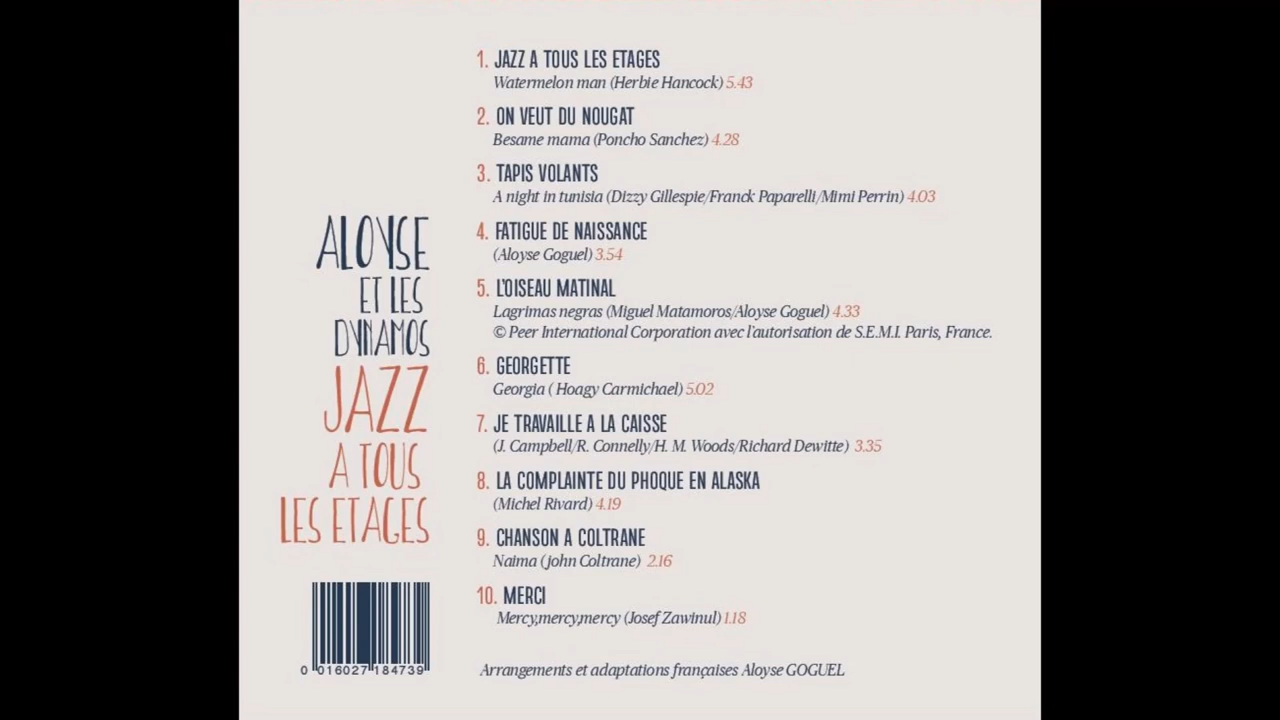 ALOYSE
ET LES
DYNAMOS
JAZZ
A TOUS
LES ETAGES
0 016027 184739
1. JAZZ A TOUS LES ETAGES
Watermelon man (Herbie Hancock) 5.43
2. ON VEUT DU NOUGAT
Besame mama (Poncho Sanchez) 4.28
3. TAPIS VOLANTS
A night in tunisia (Dizzy Gillespie/Franck Paparelli/Mimi Perrin) 4.03
4. FATIGUE DE NAISSANCE
(Aloyse Goguel) 3.54
5. L'OISEAU MATINAL
Lagrimas negras (Miguel Matamoros/Aloyse Goguel) 4.33
© Peer International Corporation avec l'autorisation de S.E.M.I. Paris, France.
6. GEORGETTE
Georgia ( Hoagy Carmichael) 5.02
7. JE TRAVAILLE A LA CAISSE
(J. Campbell/R. Connelly/H. M. Woods/Richard Dewitte) 3.35
8. LA COMPLAINTE DU PHOQUE EN ALASKA
(Michel Rivard) 4.19
9. CHANSON A COLTRANE
Naima (john Coltrane) 2.16
10. MERCI
Mercy,mercy,mercy (Josef Zawinul) 1.18
Arrangements et adaptations françaises Aloyse GOGUEL